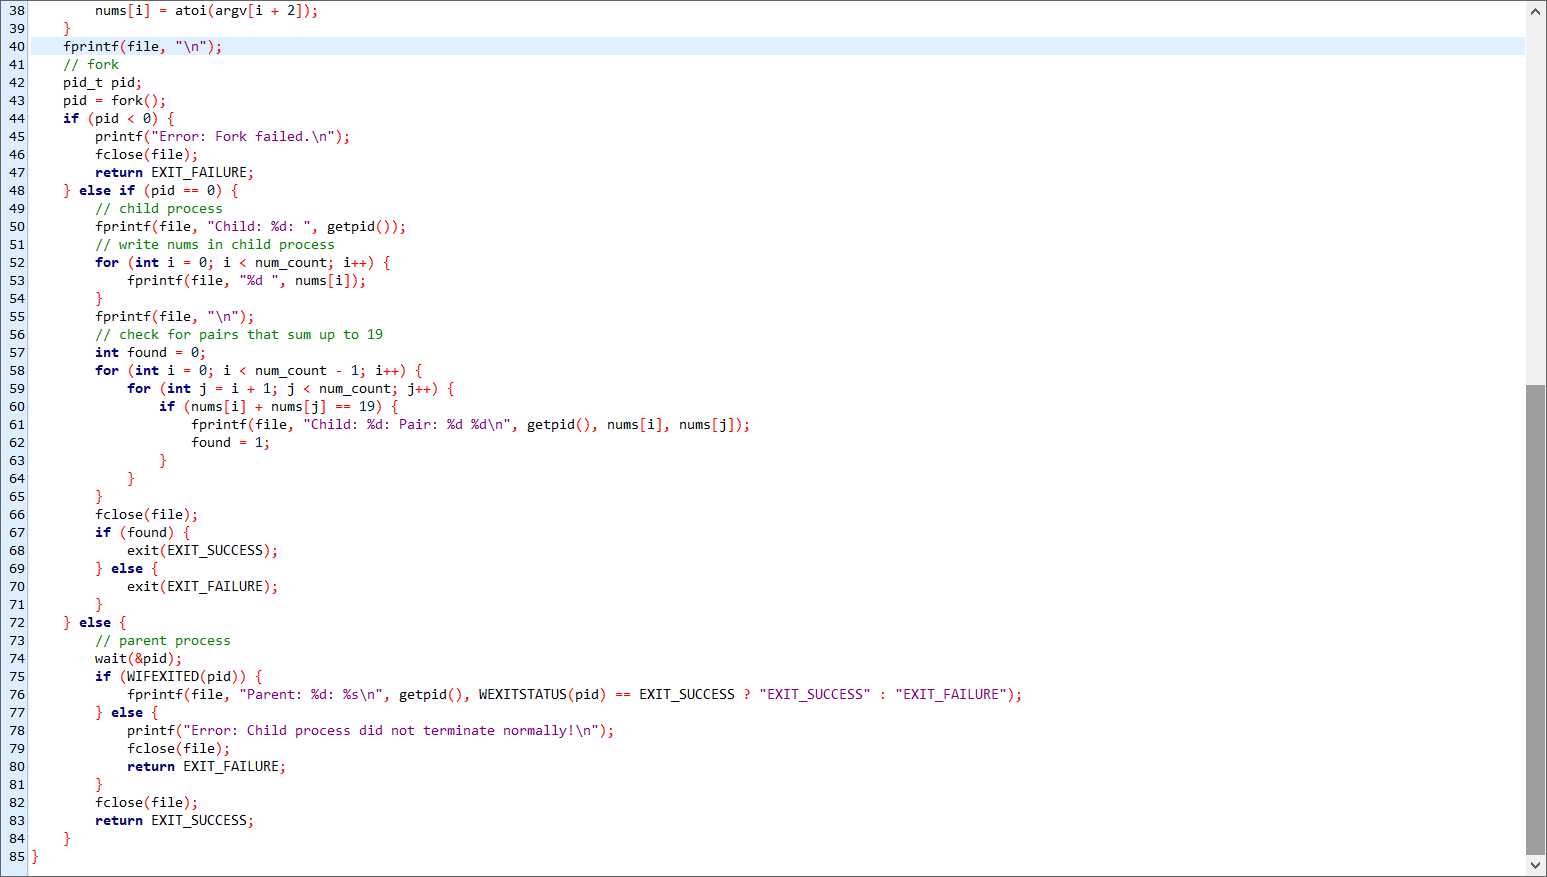 38         nums[i] = atoi(argv[i + 2]);
39     }
40     fprintf(file, "\n");
41     // fork
42     pid_t pid;
43     pid = fork();
44     if (pid < 0) {
45         printf("Error: Fork failed.\n");
46         fclose(file);
47         return EXIT_FAILURE;
48     } else if (pid == 0) {
49         // child process
50         fprintf(file, "Child: %d: ", getpid());
51         // write nums in child process
52         for (int i = 0; i < num_count; i++) {
53             fprintf(file, "%d ", nums[i]);
54         }
55         fprintf(file, "\n");
56         // check for pairs that sum up to 19
57         int found = 0;
58         for (int i = 0; i < num_count - 1; i++) {
59             for (int j = i + 1; j < num_count; j++) {
60                 if (nums[i] + nums[j] == 19) {
61                     fprintf(file, "Child: %d: Pair: %d %d\n", getpid(), nums[i], nums[j]);
62                     found = 1;
63                 }
64             }
65         }
66         fclose(file);
67         if (found) {
68             exit(EXIT_SUCCESS);
69         } else {
70             exit(EXIT_FAILURE);
71         }
72     } else {
73         // parent process
74         wait(&pid);
75         if (WIFEXITED(pid)) {
76             fprintf(file, "Parent: %d: %s\n", getpid(), WEXITSTATUS(pid) == EXIT_SUCCESS ? "EXIT_SUCCESS" : "EXIT_FAILURE");
77         } else {
78             printf("Error: Child process did not terminate normally!\n");
79             fclose(file);
80             return EXIT_FAILURE;
81         }
82         fclose(file);
83         return EXIT_SUCCESS;
84     }
85 }